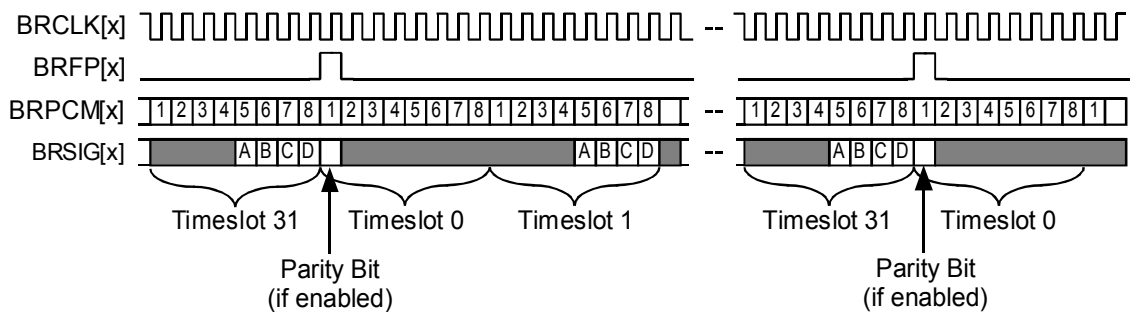 BRCLK[x] --
BRFP[x]
BRPCM[x] 1 2 3 4 5 6 7 8 1 2 3 4 5 6 7 8 1 2 3 4 5 6 7 8 -- 1 2 3 4 5 6 7 8 1 2 3 4 5 6 7 8 1
BRSIG[x] A B C D A B C D -- A B C D
Timeslot 31 Timeslot 0 Timeslot 1 Timeslot 31 Timeslot 0
Parity Bit Parity Bit
(if enabled) (if enabled)